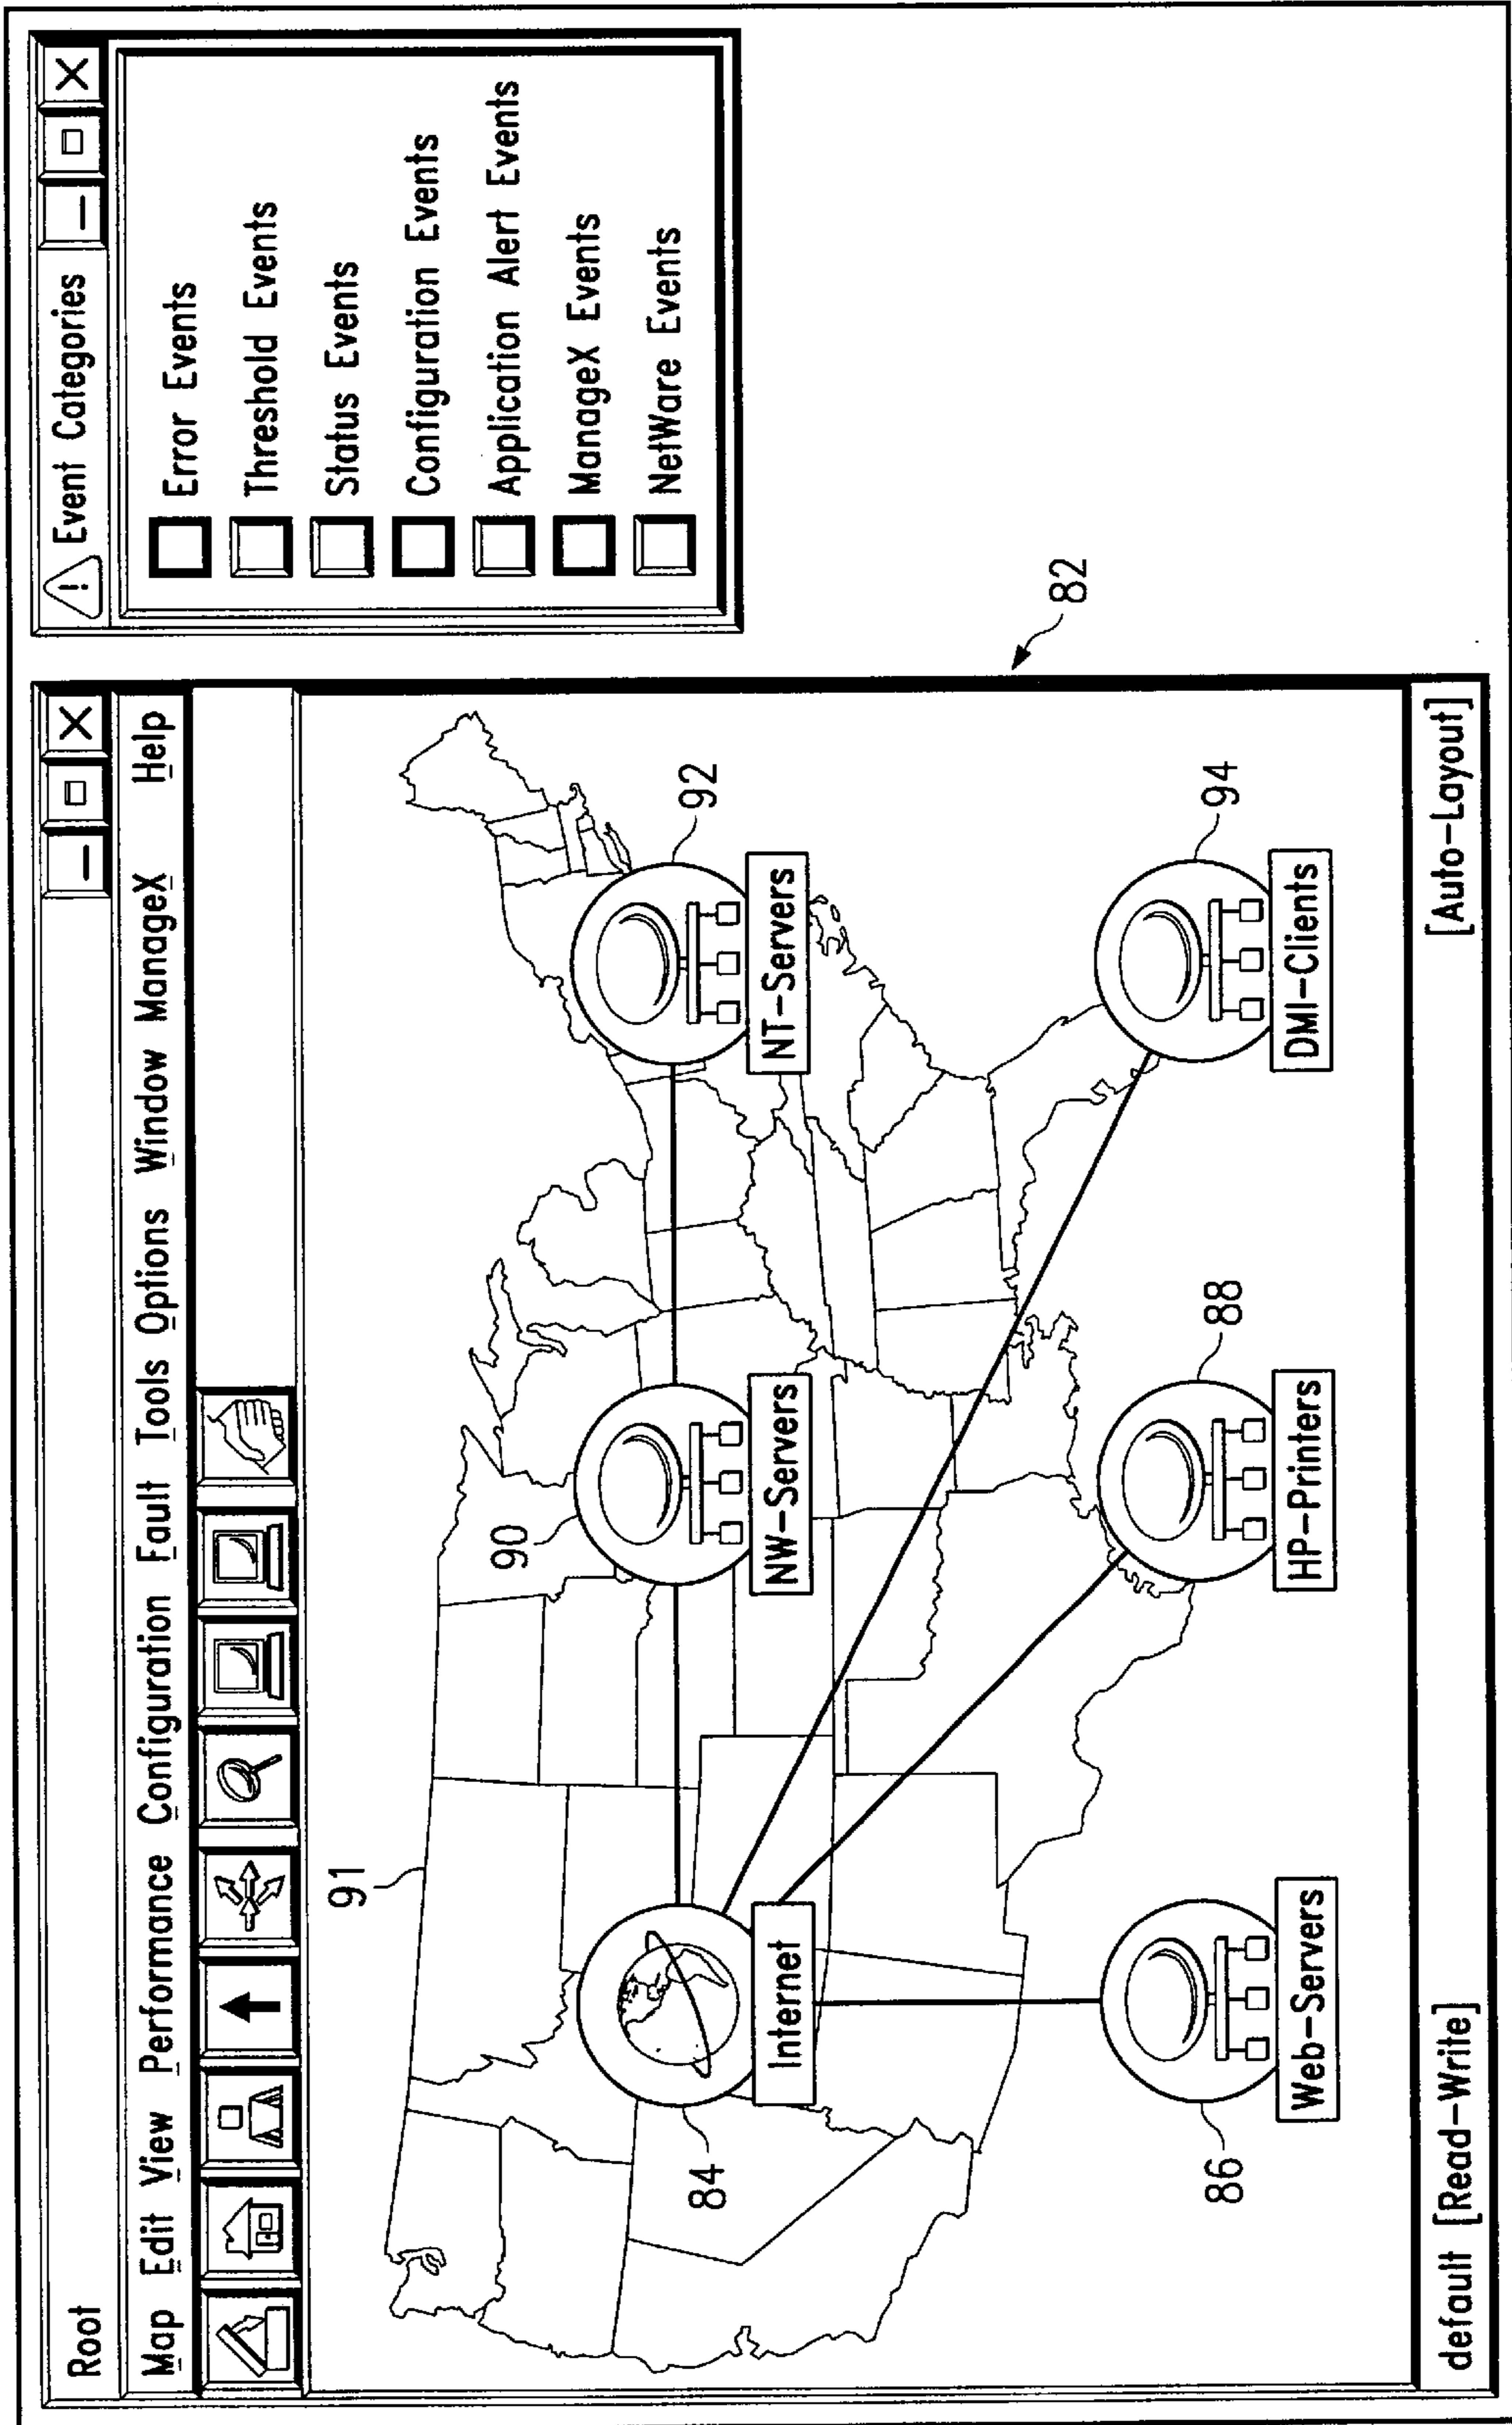 Root
Map Edit View Performance Configuration Fault Tools Options Window ManageX Help
91
84
Internet
90
NW-Servers
92
NT-Servers
86
Web-Servers
88
HP-Printers
94
DMI-Clients
default [Read-Write] [Auto-Layout]
82
! Event Categories
Error Events
Threshold Events
Status Events
Configuration Events
Application Alert Events
ManageX Events
NetWare Events